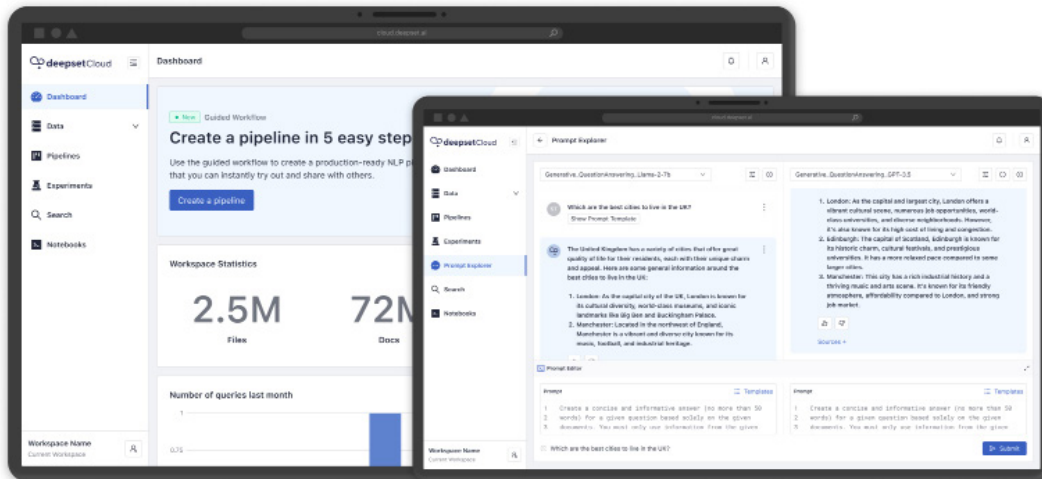 cloud.deepset.ai
deepsetCloud
Dashboard
Dashboard
Data
Pipelines
Experiments
Search
Notebooks
New Guided Workflow
Create a pipeline in 5 easy step
Use the guided workflow to create a production-ready NLP pi
that you can instantly try out and share with others.
Create a pipeline
Workspace Statistics
2.5M
Files
72M
Docs
Number of queries last month
1
0.75
Workspace Name
Current Workspace
cloud.deepset.ai
deepsetCloud
Prompt Explorer
Dashboard
Data
Pipelines
Experiments
Prompt Explorer
Search
Notebooks
Workspace Name
Current Workspace
Generative_QuestionAnswering_Llama-2-7b
Which are the best cities to live in the UK?
Show Prompt Template
The United Kingdom has a variety of cities that offer great
quality of life for their residents, each with their unique charm
and appeal. Here are some general information around the
best cities to live in the UK:
1. London: As the capital city of the UK, London is known for
its cultural diversity, world-class museums, and iconic
landmarks like Big Ben and Buckingham Palace.
2. Manchester: Located in the northwest of England,
Manchester is a vibrant and diverse city known for its
music, football, and industrial heritage.
Generative_QuestionAnswering_GPT-3.5
1. London: As the capital and largest city, London offers a
vibrant cultural scene, numerous job opportunities, world-
class universities, and diverse neighborhoods. However,
it's also known for its high cost of living and congestion.
2. Edinburgh: The capital of Scotland, Edinburgh is known for
its historic charm, cultural festivals, and prestigious
universities. It has a more relaxed pace compared to some
larger cities.
3. Manchester: This city has a rich industrial history and a
thriving music and arts scene. It's known for its friendly
atmosphere, affordability compared to London, and strong
job market.
Sources
Prompt Editor
Prompt
Templates
1 Create a concise and informative answer (no more than 50
2 words) for a given question based solely on the given
3 documents. You must only use information from the given
Prompt
Templates
1 Create a concise and informative answer (no more than 50
2 words) for a given question based solely on the given
3 documents. You must only use information from the given
Which are the best cities to live in the UK?
Submit